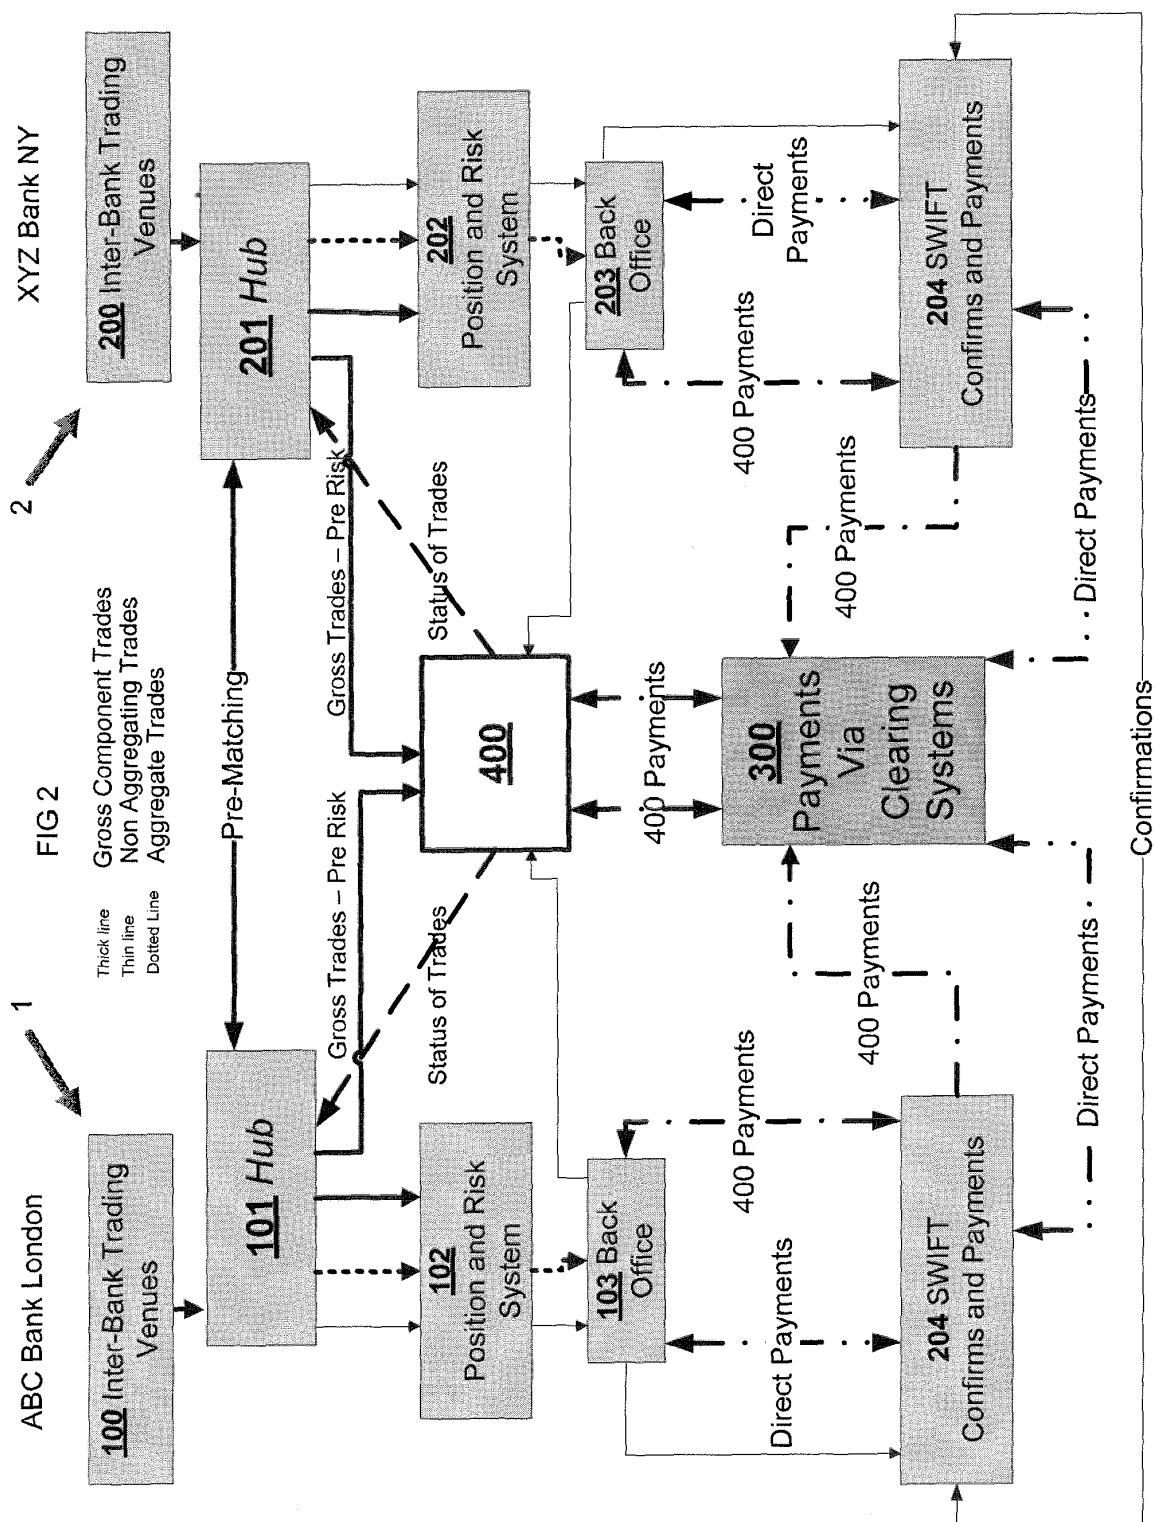 FIG 2
Thick line Gross Component Trades
Thin line Non Aggregating Trades
Dotted Line Aggregate Trades
ABC Bank London
1
2
XYZ Bank NY
100 Inter-Bank Trading
Venues
200 Inter-Bank Trading
Venues
101 Hub
Pre-Matching
201 Hub
Gross Trades – Pre Risk
Gross Trades – Pre Risk
Status of Trades
Status of Trades
102
Position and Risk
System
400
202
Position and Risk
System
103 Back
Office
203 Back
Office
400 Payments
Direct Payments
400 Payments
400 Payments
Direct
Payments
300
Payments
Via
Clearing
Systems
400 Payments
400 Payments
204 SWIFT
Confirms and Payments
204 SWIFT
Confirms and Payments
Direct Payments
Direct Payments
Confirmations